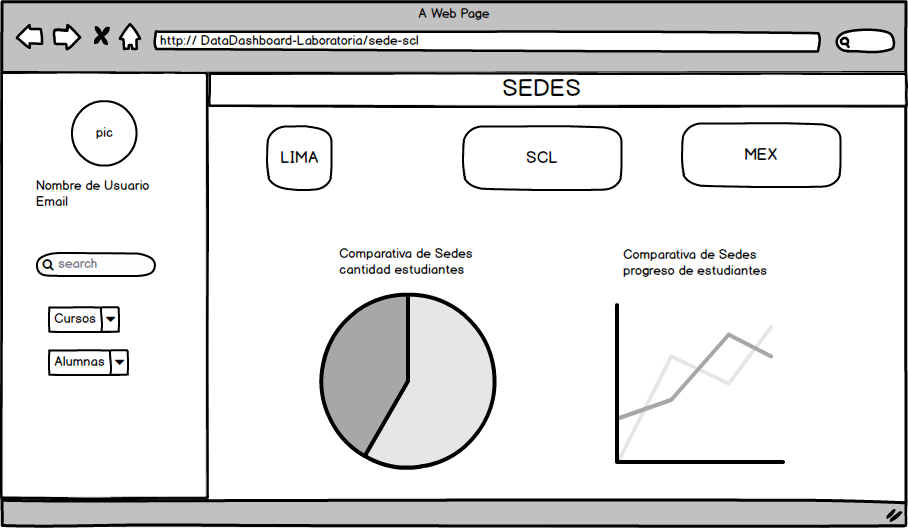 A Web Page
http:// DataDashboard-Laboratoria/sede-scl
SEDES
pic
Nombre de Usuario
Email
search
Cursos
Alumnas
LIMA
SCL
MEX
Comparativa de Sedes
cantidad estudiantes
Comparativa de Sedes
progreso de estudiantes